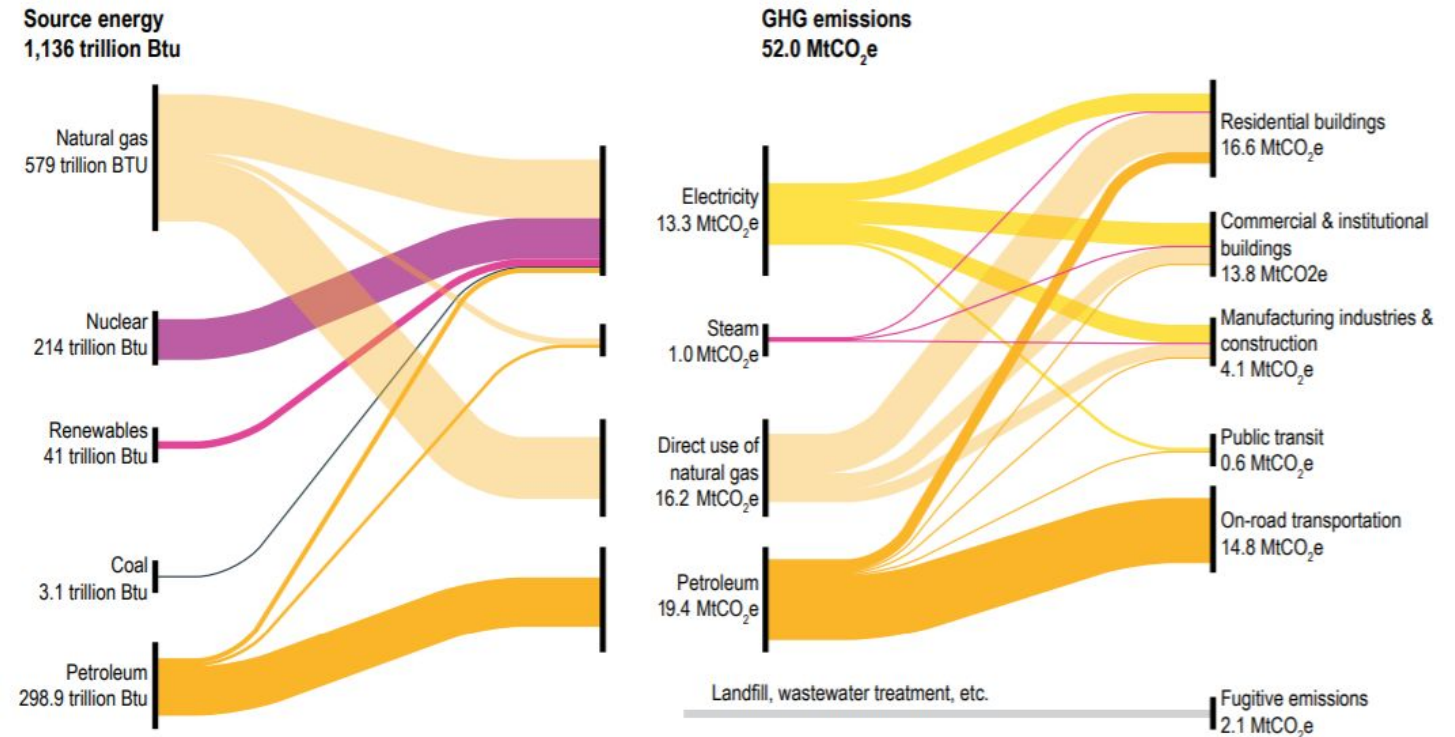 Source energy
1,136 trillion Btu
Natural gas
579 trillion BTU
Nuclear
214 trillion Btu
Renewables
41 trillion Btu
Coal
3.1 trillion Btu
Petroleum
298.9 trillion Btu
GHG emissions
52.0 MtCO₂e
Electricity
13.3 MtCO₂e
Steam
1.0 MtCO₂e
Direct use of
natural gas
16.2 MtCO₂e
Petroleum
19.4 MtCO₂e
Landfill, wastewater treatment, etc.
Residential buildings
16.6 MtCO₂e
Commercial & institutional
buildings
13.8 MtCO2e
Manufacturing industries &
construction
4.1 MtCO₂e
Public transit
0.6 MtCO₂e
On-road transportation
14.8 MtCO₂e
Fugitive emissions
2.1 MtCO₂e